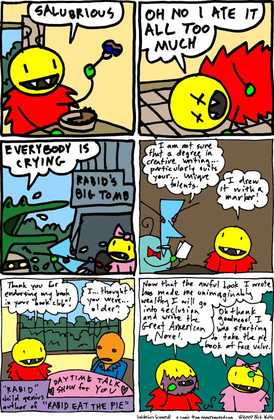 SALUBRIOUS
OH NO I ATE IT
ALL TOO
MUCH
EVERYBODY IS
CRYING
RABID'S
BIG TOMB
I am not sure
that a degree in
creative writing...
particularly suits
your... unique
talents.
I drew
it with a
marker!
Thank you for
endorsing my book
in your "book club"!
I... thought
you were...
older.
DAYTIME TALK
SHOW for YOU!
"RABID"
child genius
author of "RABID EAT THE PIE"
Now that the awful book I wrote
has made me unimaginably
wealthy I will go
into seclusion
and write the
Great American
Novel!
Oh thank
goodness! I
was starting
to take the pie
book at face value.